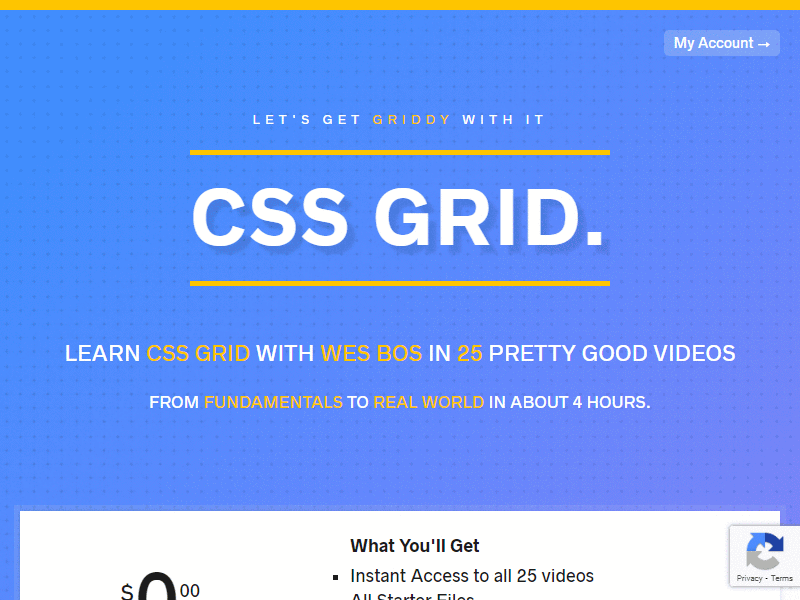 My Account →
LET'S GET GRIDDY WITH IT
CSS GRID.
LEARN CSS GRID WITH WES BOS IN 25 PRETTY GOOD VIDEOS
FROM FUNDAMENTALS TO REAL WORLD IN ABOUT 4 HOURS.
What You'll Get
Instant Access to all 25 videos
$0.00
All Starter Files
Privacy - Terms